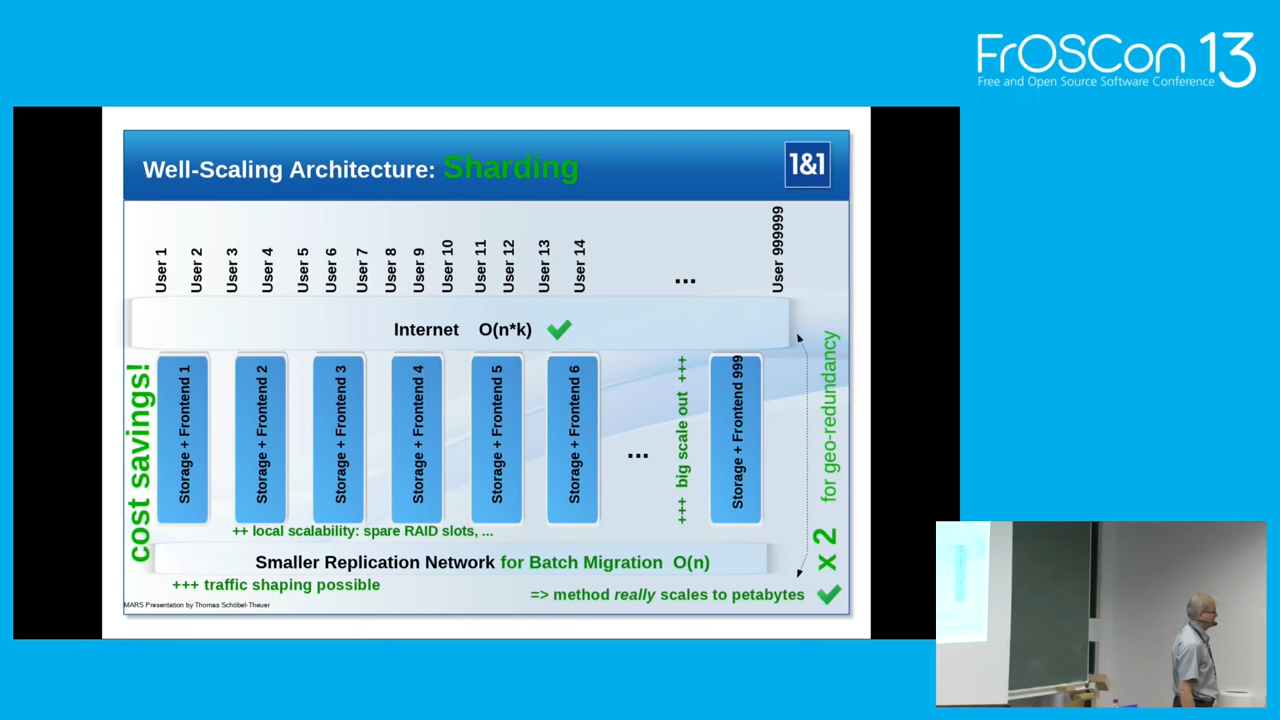 FrOSCon 13
Free and Open Source Software Conference
Well-Scaling Architecture: Sharding
1&1
User 1
User 2
User 3
User 4
User 5
User 6
User 7
User 8
User 9
User 10
User 11
User 12
User 13
User 14
...
User 999999
Internet O(n*k)
cost savings!
Storage + Frontend 1
Storage + Frontend 2
Storage + Frontend 3
Storage + Frontend 4
Storage + Frontend 5
Storage + Frontend 6
...
+++ big scale out +++
Storage + Frontend 999
x 2 for geo-redundancy
++ local scalability: spare RAID slots, ...
Smaller Replication Network for Batch Migration O(n)
+++ traffic shaping possible
=> method really scales to petabytes
MARS Presentation by Thomas Schöbel-Theuer